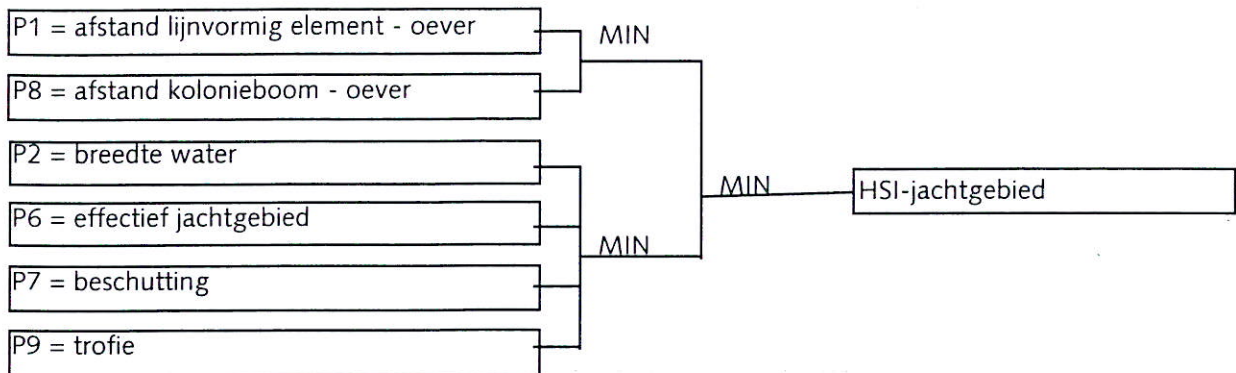 P1 = afstand lijnvormig element - oever
MIN
P8 = afstand kolonieboom - oever
P2 = breedte water
MIN
HSI-jachtgebied
P6 = effectief jachtgebied
MIN
P7 = beschutting
P9 = trofie